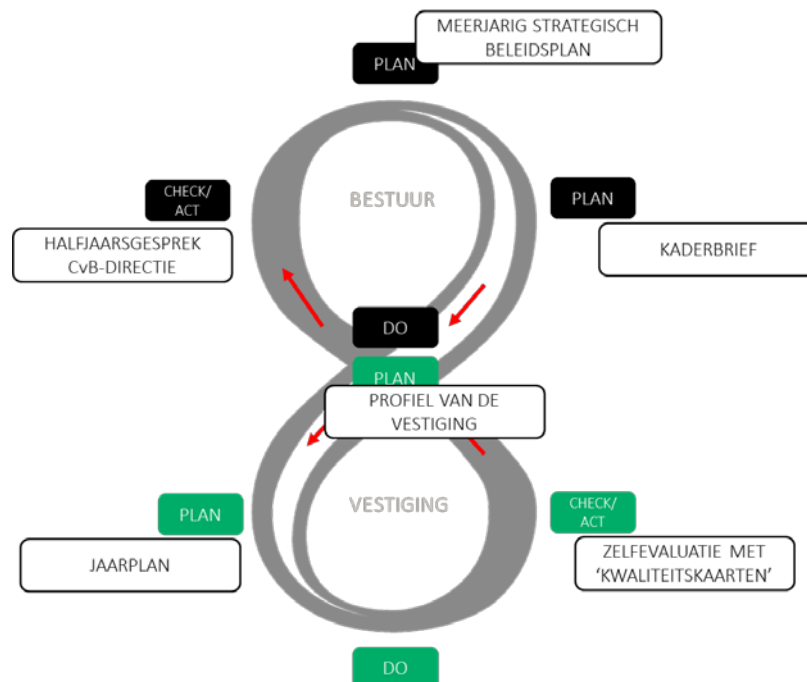 MEERJARIG STRATEGISCH
BELEIDSPLAN
PLAN
CHECK/
ACT
BESTUUR
PLAN
HALFJAARSGESPREK
CvB-DIRECTIE
KADERBRIEF
DO
PLAN
PROFIEL VAN DE
VESTIGING
PLAN
VESTIGING
CHECK/
ACT
JAARPLAN
ZELFEVALUATIE MET
‘KWALITEITSKAARTEN’
DO